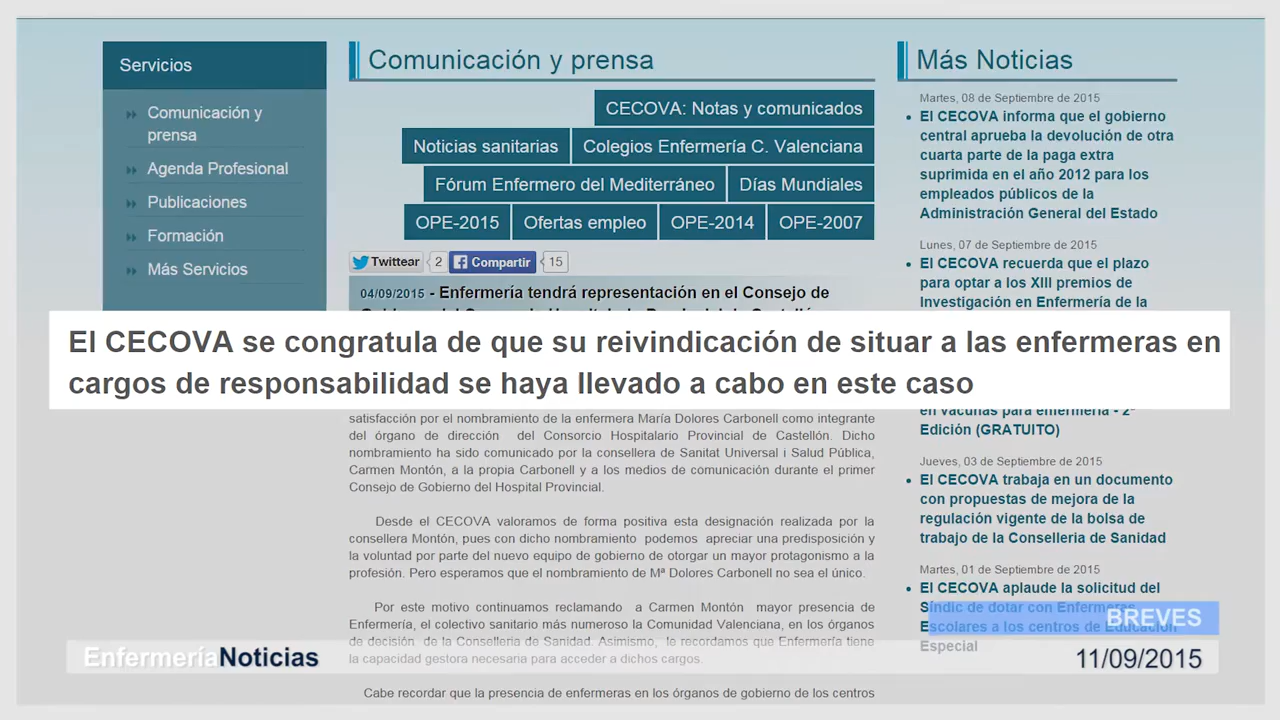 Servicios
Comunicación y
prensa
Agenda Profesional
Publicaciones
Formación
Más Servicios
Comunicación y prensa
CECOVA: Notas y comunicados
Noticias sanitarias
Colegios Enfermería C. Valenciana
Fórum Enfermero del Mediterráneo
Días Mundiales
OPE-2015
Ofertas empleo
OPE-2014
OPE-2007
Twittear
2
Compartir
15
04/09/2015 - Enfermería tendrá representación en el Consejo de
El CECOVA se congratula de que su reivindicación de situar a las enfermeras en
cargos de responsabilidad se haya llevado a cabo en este caso
satisfacción por el nombramiento de la enfermera María Dolores Carbonell como integrante
del órgano de dirección del Consorcio Hospitalario Provincial de Castellón. Dicho
nombramiento ha sido comunicado por la consellera de Sanitat Universal i Salud Pública,
Carmen Montón, a la propia Carbonell y a los medios de comunicación durante el primer
Consejo de Gobierno del Hospital Provincial.
Desde el CECOVA valoramos de forma positiva esta designación realizada por la
consellera Montón, pues con dicho nombramiento podemos apreciar una predisposición y
la voluntad por parte del nuevo equipo de gobierno de otorgar un mayor protagonismo a la
profesión. Pero esperamos que el nombramiento de Mª Dolores Carbonell no sea el único.
Por este motivo continuamos reclamando a Carmen Montón mayor presencia de
Enfermería, el colectivo sanitario más numeroso la Comunidad Valenciana, en los órganos
de decisión de la Conselleria de Sanidad. Asimismo, le recordamos que Enfermería tiene
la capacidad gestora necesaria para acceder a dichos cargos.
Cabe recordar que la presencia de enfermeras en los órganos de gobierno de los centros
Más Noticias
Martes, 08 de Septiembre de 2015
El CECOVA informa que el gobierno
central aprueba la devolución de otra
cuarta parte de la paga extra
suprimida en el año 2012 para los
empleados públicos de la
Administración General del Estado
Lunes, 07 de Septiembre de 2015
El CECOVA recuerda que el plazo
para optar a los XIII premios de
Investigación en Enfermería de la
en vacunas para enfermería - 2ª
Edición (GRATUITO)
Jueves, 03 de Septiembre de 2015
El CECOVA trabaja en un documento
con propuestas de mejora de la
regulación vigente de la bolsa de
trabajo de la Conselleria de Sanidad
Martes, 01 de Septiembre de 2015
El CECOVA aplaude la solicitud del
Síndic de dotar con Enfermeras
Escolares a los centros de Educación
Especial
BREVES
EnfermeríaNoticias
11/09/2015